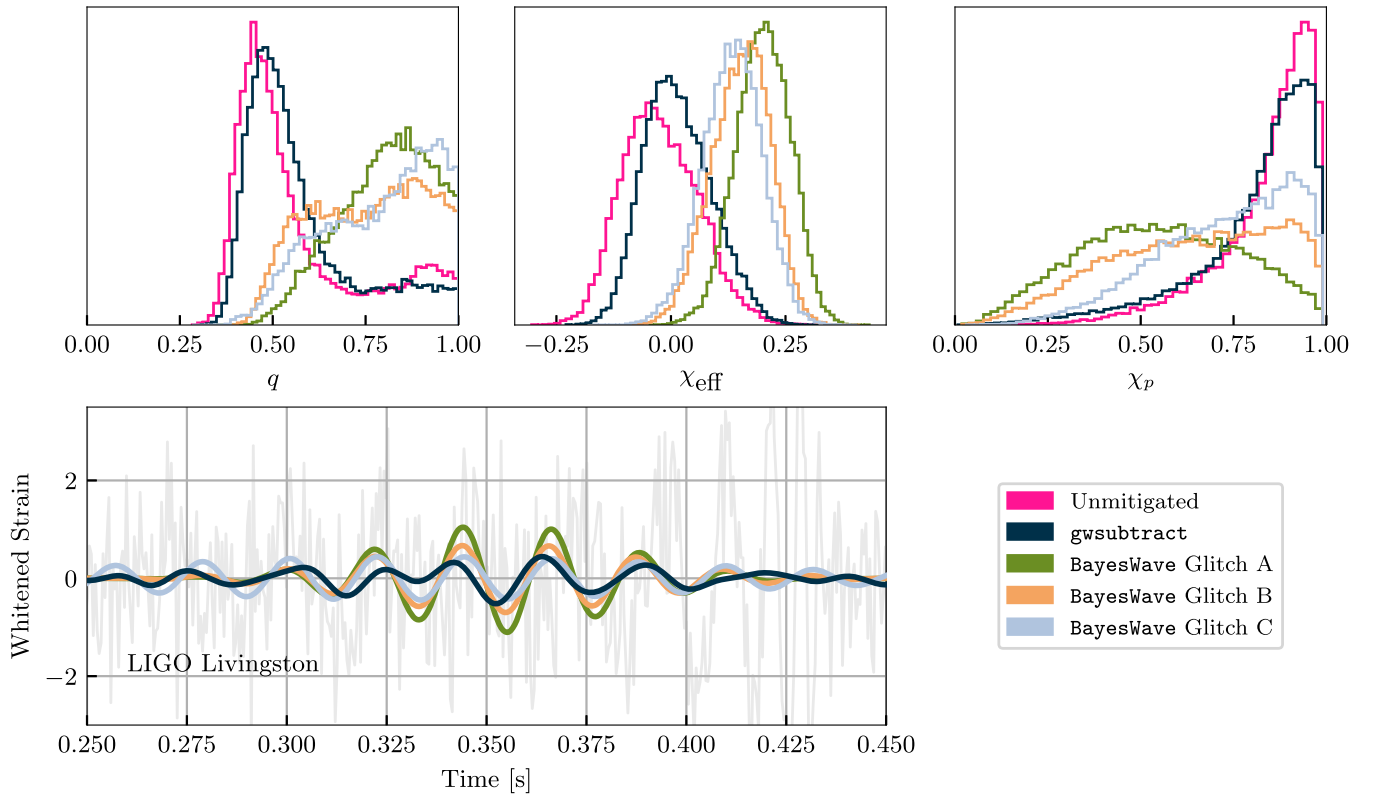 0.00 0.25 0.50 0.75 1.00
q
−0.25 0.00 0.25
χeff
0.00 0.25 0.50 0.75 1.00
χp
Whitened Strain
2
0
−2
LIGO Livingston
0.250 0.275 0.300 0.325 0.350 0.375 0.400 0.425 0.450
Time [s]
Unmitigated
gwsubtract
BayesWave Glitch A
BayesWave Glitch B
BayesWave Glitch C